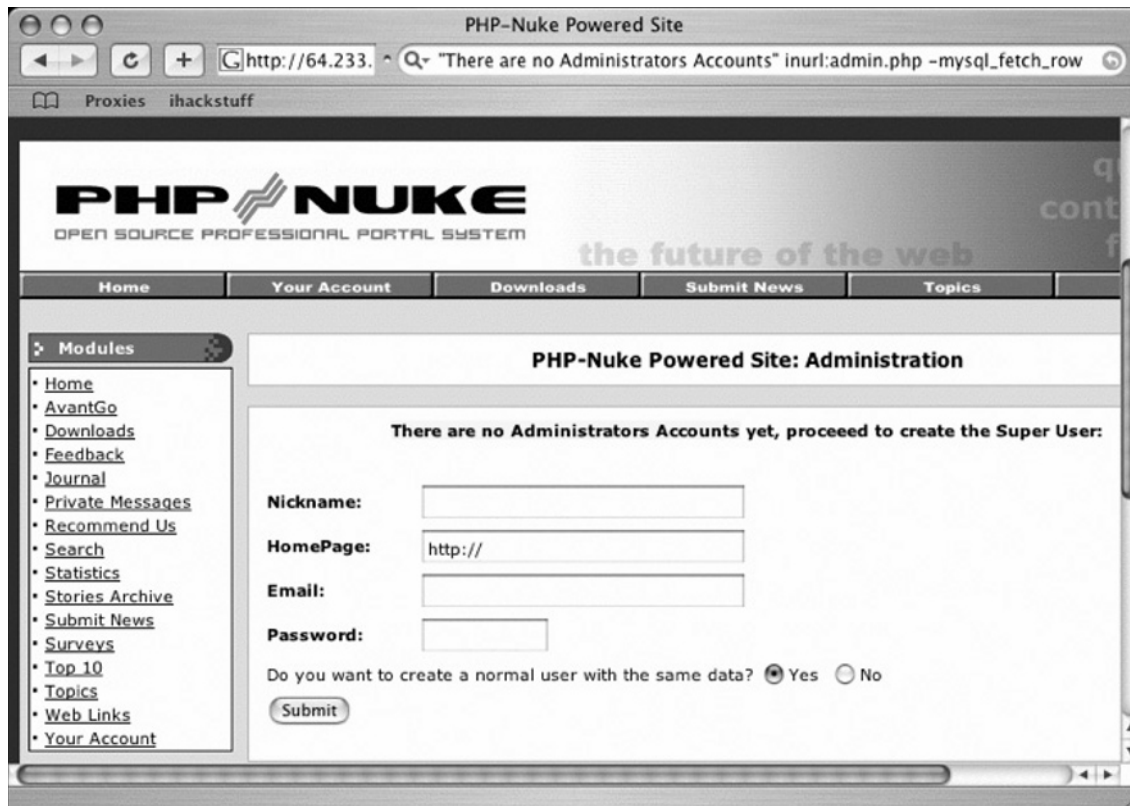 PHP-Nuke Powered Site
http://64.233. "There are no Administrators Accounts" inurl:admin.php -mysql_fetch_row
Proxies ihackstuff
PHP NUKE
OPEN SOURCE PROFESSIONAL PORTAL SYSTEM
cont
the future of the web
Home Your Account Downloads Submit News Topics
Modules
PHP-Nuke Powered Site: Administration
• Home
• AvantGo
• Downloads
• Feedback
• Journal
• Private Messages
• Recommend Us
• Search
• Statistics
• Stories Archive
• Submit News
• Surveys
• Top 10
• Topics
• Web Links
• Your Account
There are no Administrators Accounts yet, proceeed to create the Super User:
Nickname:
HomePage: http://
Email:
Password:
Do you want to create a normal user with the same data? Yes No
Submit